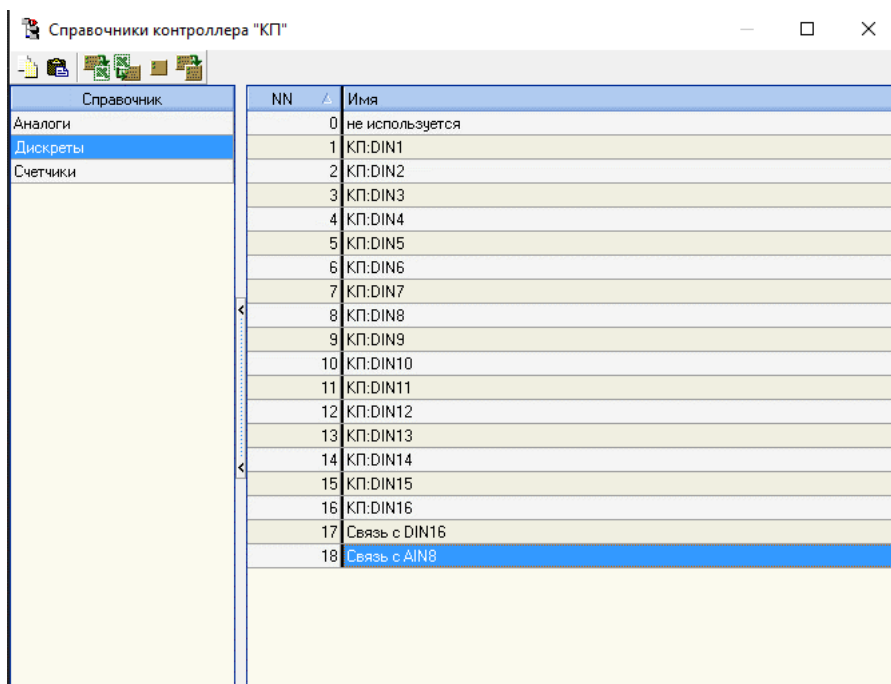 Справочники контроллера "КП"
Справочник
Аналоги
Дискреты
Счетчики
NN Имя
0 не используется
1 КП:DIN1
2 КП:DIN2
3 КП:DIN3
4 КП:DIN4
5 КП:DIN5
6 КП:DIN6
7 КП:DIN7
8 КП:DIN8
9 КП:DIN9
10 КП:DIN10
11 КП:DIN11
12 КП:DIN12
13 КП:DIN13
14 КП:DIN14
15 КП:DIN15
16 КП:DIN16
17 Связь с DIN16
18 Связь с AIN8